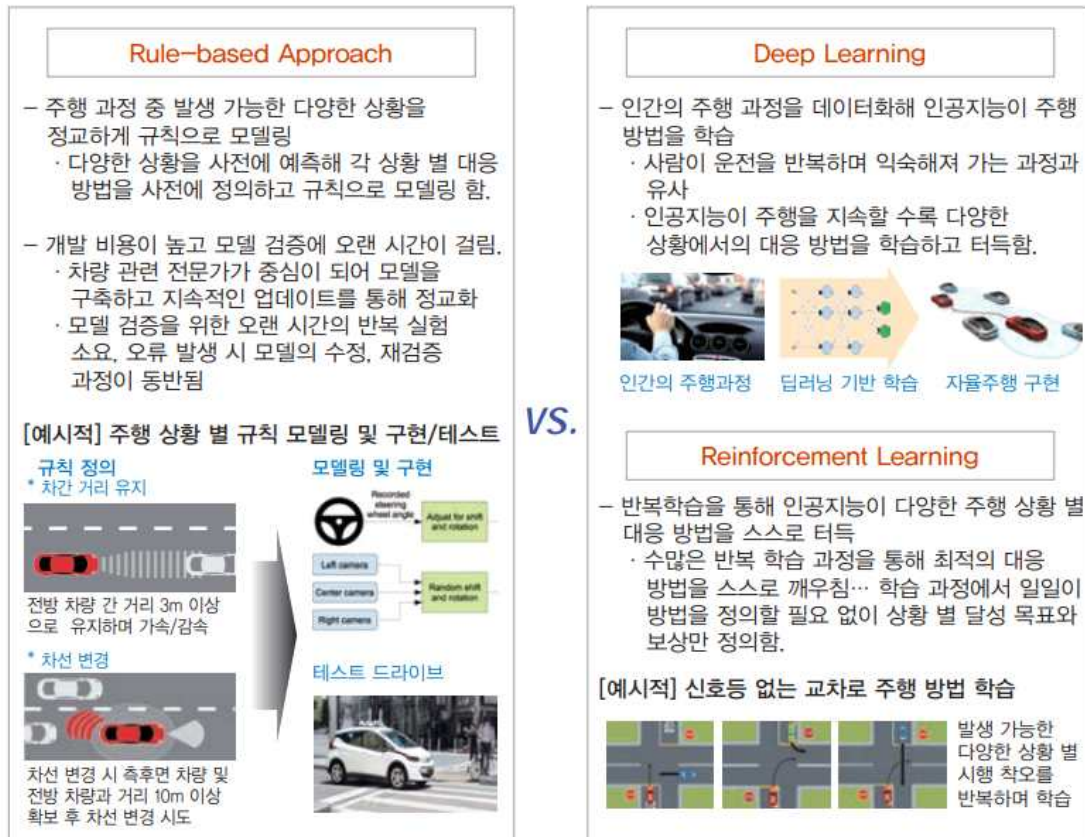 Rule-based Approach
– 주행 과정 중 발생 가능한 다양한 상황을
정교하게 규칙으로 모델링
· 다양한 상황을 사전에 예측해 각 상황 별 대응
방법을 사전에 정의하고 규칙으로 모델링 함.
– 개발 비용이 높고 모델 검증에 오랜 시간이 걸림.
· 차량 관련 전문가가 중심이 되어 모델을
구축하고 지속적인 업데이트를 통해 정교화
· 모델 검증을 위한 오랜 시간의 반복 실험
소요, 오류 발생 시 모델의 수정, 재검증
과정이 동반됨
[예시적] 주행 상황 별 규칙 모델링 및 구현/테스트
규칙 정의
* 차간 거리 유지
전방 차량 간 거리 3m 이상
으로 유지하며 가속/감속
* 차선 변경
차선 변경 시 측후면 차량 및
전방 차량과 거리 10m 이상
확보 후 차선 변경 시도
모델링 및 구현
Recorded
steering
wheel angle
Adjust for shift
and rotation
Left camera
Center camera
Right camera
Random shift
and rotation
테스트 드라이브
VS.
Deep Learning
– 인간의 주행 과정을 데이터화해 인공지능이 주행
방법을 학습
· 사람이 운전을 반복하며 익숙해져 가는 과정과
유사
· 인공지능이 주행을 지속할 수록 다양한
상황에서의 대응 방법을 학습하고 터득함.
인간의 주행과정
딥러닝 기반 학습
자율주행 구현
Reinforcement Learning
– 반복학습을 통해 인공지능이 다양한 주행 상황 별
대응 방법을 스스로 터득
· 수많은 반복 학습 과정을 통해 최적의 대응
방법을 스스로 깨우침… 학습 과정에서 일일이
방법을 정의할 필요 없이 상황 별 달성 목표와
보상만 정의함.
[예시적] 신호등 없는 교차로 주행 방법 학습
발생 가능한
다양한 상황 별
시행 착오를
반복하며 학습